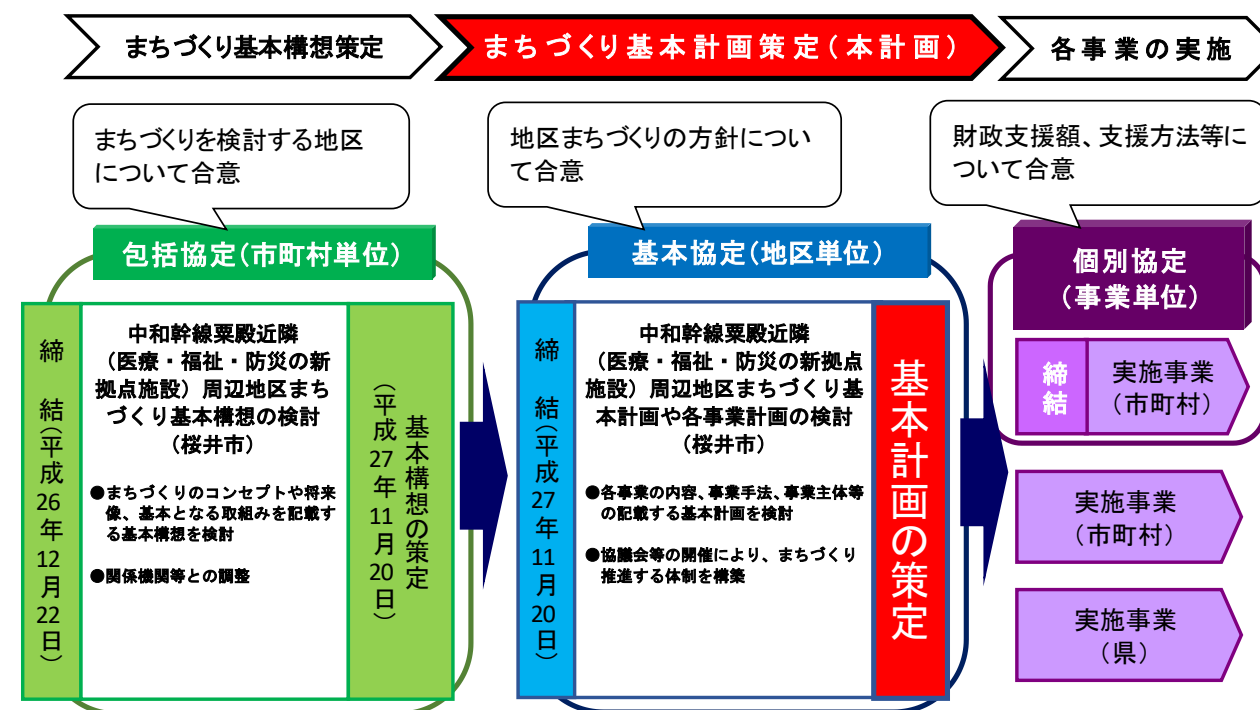 まちづくり基本構想策定
まちづくり基本計画策定(本計画)
各事業の実施
まちづくりを検討する地区
について合意
地区まちづくりの方針につい
て合意
財政支援額、支援方法等に
ついて合意
包括協定(市町村単位)
締 結(平成26年12月22日)
中和幹線粟殿近隣
(医療・福祉・防災の新
拠点施設)周辺地区まち
づくり基本構想の検討
(桜井市)
●まちづくりのコンセプトや将来
像、基本となる取組みを記載す
る基本構想を検討
●関係機関等との調整
基本構想の策定
(平成27年11月20日)
基本協定(地区単位)
締 結(平成27年11月20日)
中和幹線粟殿近隣
(医療・福祉・防災の新拠点
施設)周辺地区まちづくり基
本計画や各事業計画の検討
(桜井市)
●各事業の内容、事業手法、事業主体等
の記載する基本計画を検討
●協議会等の開催により、まちづくり
推進する体制を構築
基本計画の策定
個別協定
(事業単位)
締結
実施事業
(市町村)
実施事業
(市町村)
実施事業
(県)